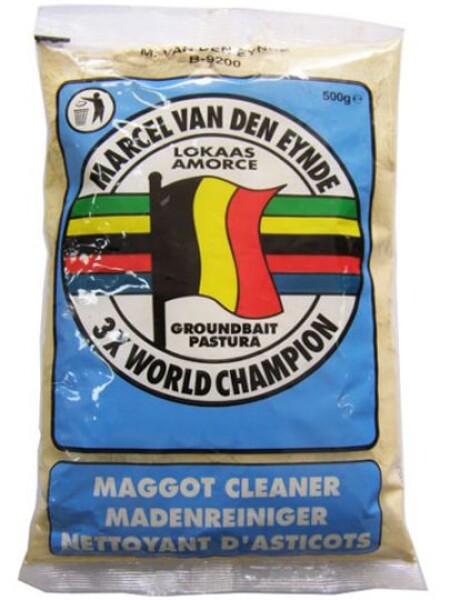 M. VAN DEN EYNDE
B-9200
500g℮
MARCEL VAN DEN EYNDE
LOKAAS
AMORCE
GROUNDBAIT
PASTURA
3X WORLD CHAMPION
MAGGOT CLEANER
MADENREINIGER
NETTOYANT D'ASTICOTS